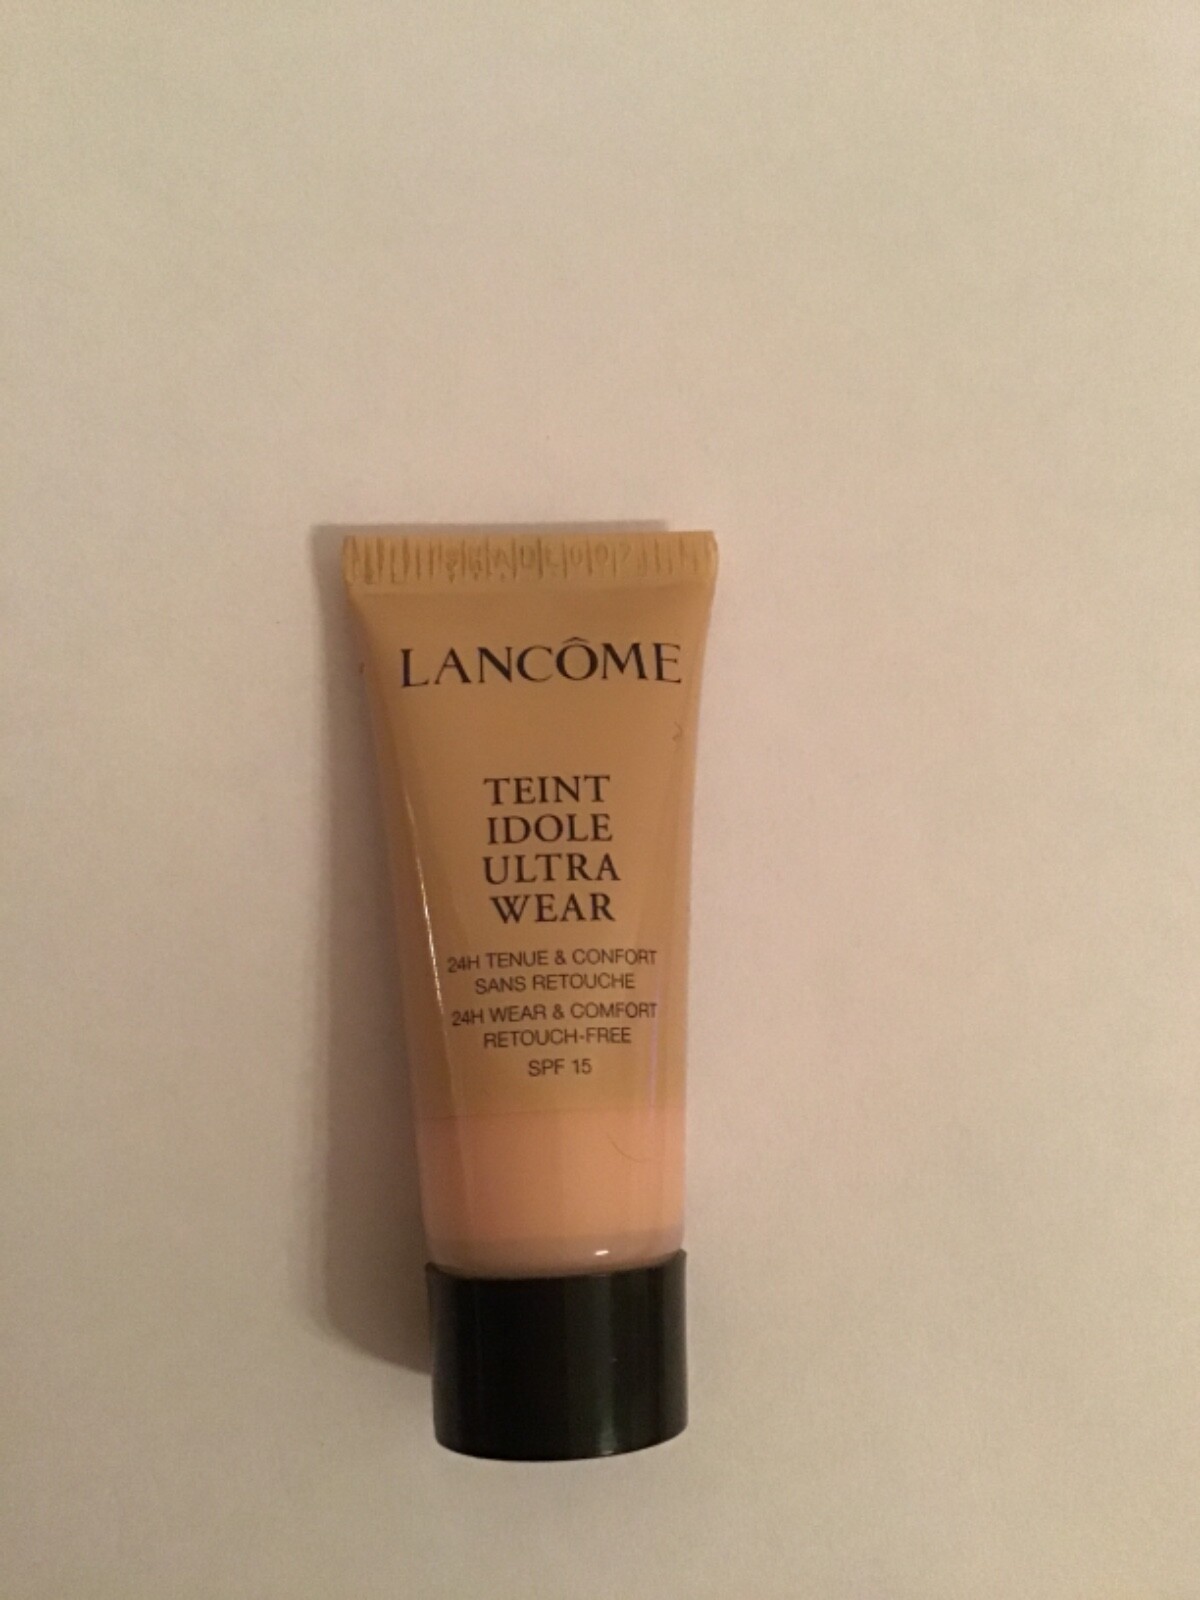 LANCÔME
TEINT
IDOLE
ULTRA
WEAR
24H TENUE & CONFORT
SANS RETOUCHE
24H WEAR & COMFORT
RETOUCH-FREE
SPF 15